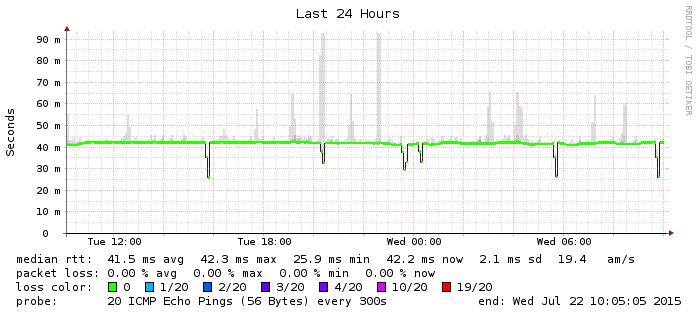 Last 24 Hours
RRDTOOL / TOBI OETIKER
Seconds
90 m
80 m
70 m
60 m
50 m
40 m
30 m
20 m
10 m
0
Tue 12:00 Tue 18:00 Wed 00:00 Wed 06:00
median rtt: 41.5 ms avg 42.3 ms max 25.9 ms min 42.2 ms now 2.1 ms sd 19.4 am/s
packet loss: 0.00 % avg 0.00 % max 0.00 % min 0.00 % now
loss color: 0 1/20 2/20 3/20 4/20 10/20 19/20
probe: 20 ICMP Echo Pings (56 Bytes) every 300s end: Wed Jul 22 10:05:05 2015